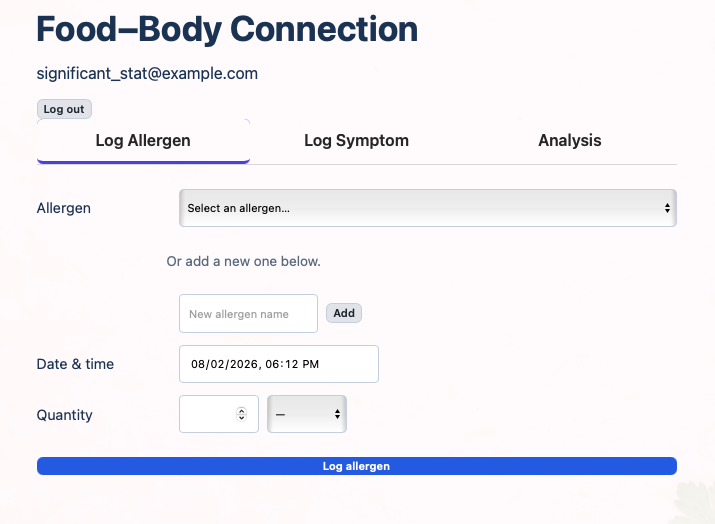 Food–Body Connection
significant_stat@example.com
Log out
Log Allergen Log Symptom Analysis
Allergen Select an allergen...
Or add a new one below.
New allergen name Add
Date & time 08/02/2026, 06:12 PM
Quantity —
Log allergen